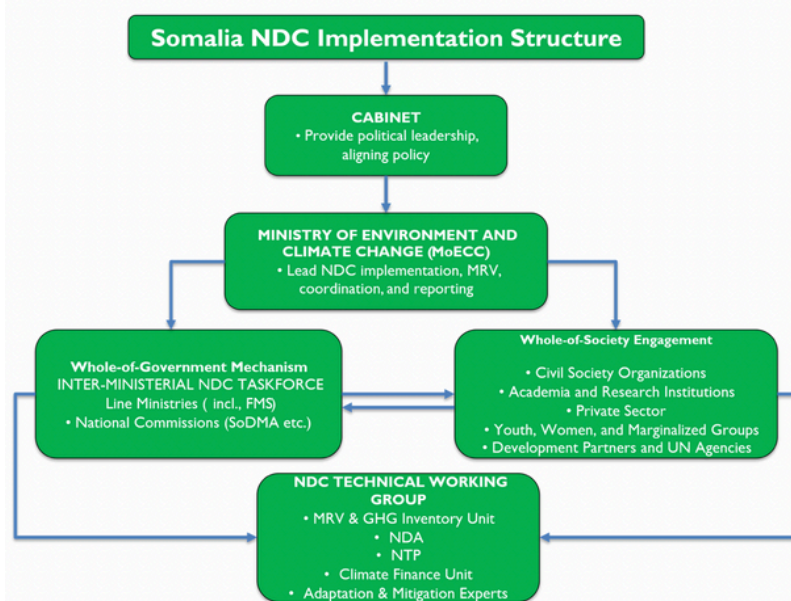 Somalia NDC Implementation Structure
CABINET
• Provide political leadership,
aligning policy
MINISTRY OF ENVIRONMENT AND
CLIMATE CHANGE (MoECC)
• Lead NDC implementation, MRV,
coordination, and reporting
Whole-of-Government Mechanism
INTER-MINISTERIAL NDC TASKFORCE
Line Ministries ( incl., FMS)
• National Commissions (SoDMA etc.)
Whole-of-Society Engagement
• Civil Society Organizations
• Academia and Research Institutions
• Private Sector
• Youth, Women, and Marginalized Groups
• Development Partners and UN Agencies
NDC TECHNICAL WORKING
GROUP
• MRV & GHG Inventory Unit
• NDA
• NTP
• Climate Finance Unit
• Adaptation & Mitigation Experts